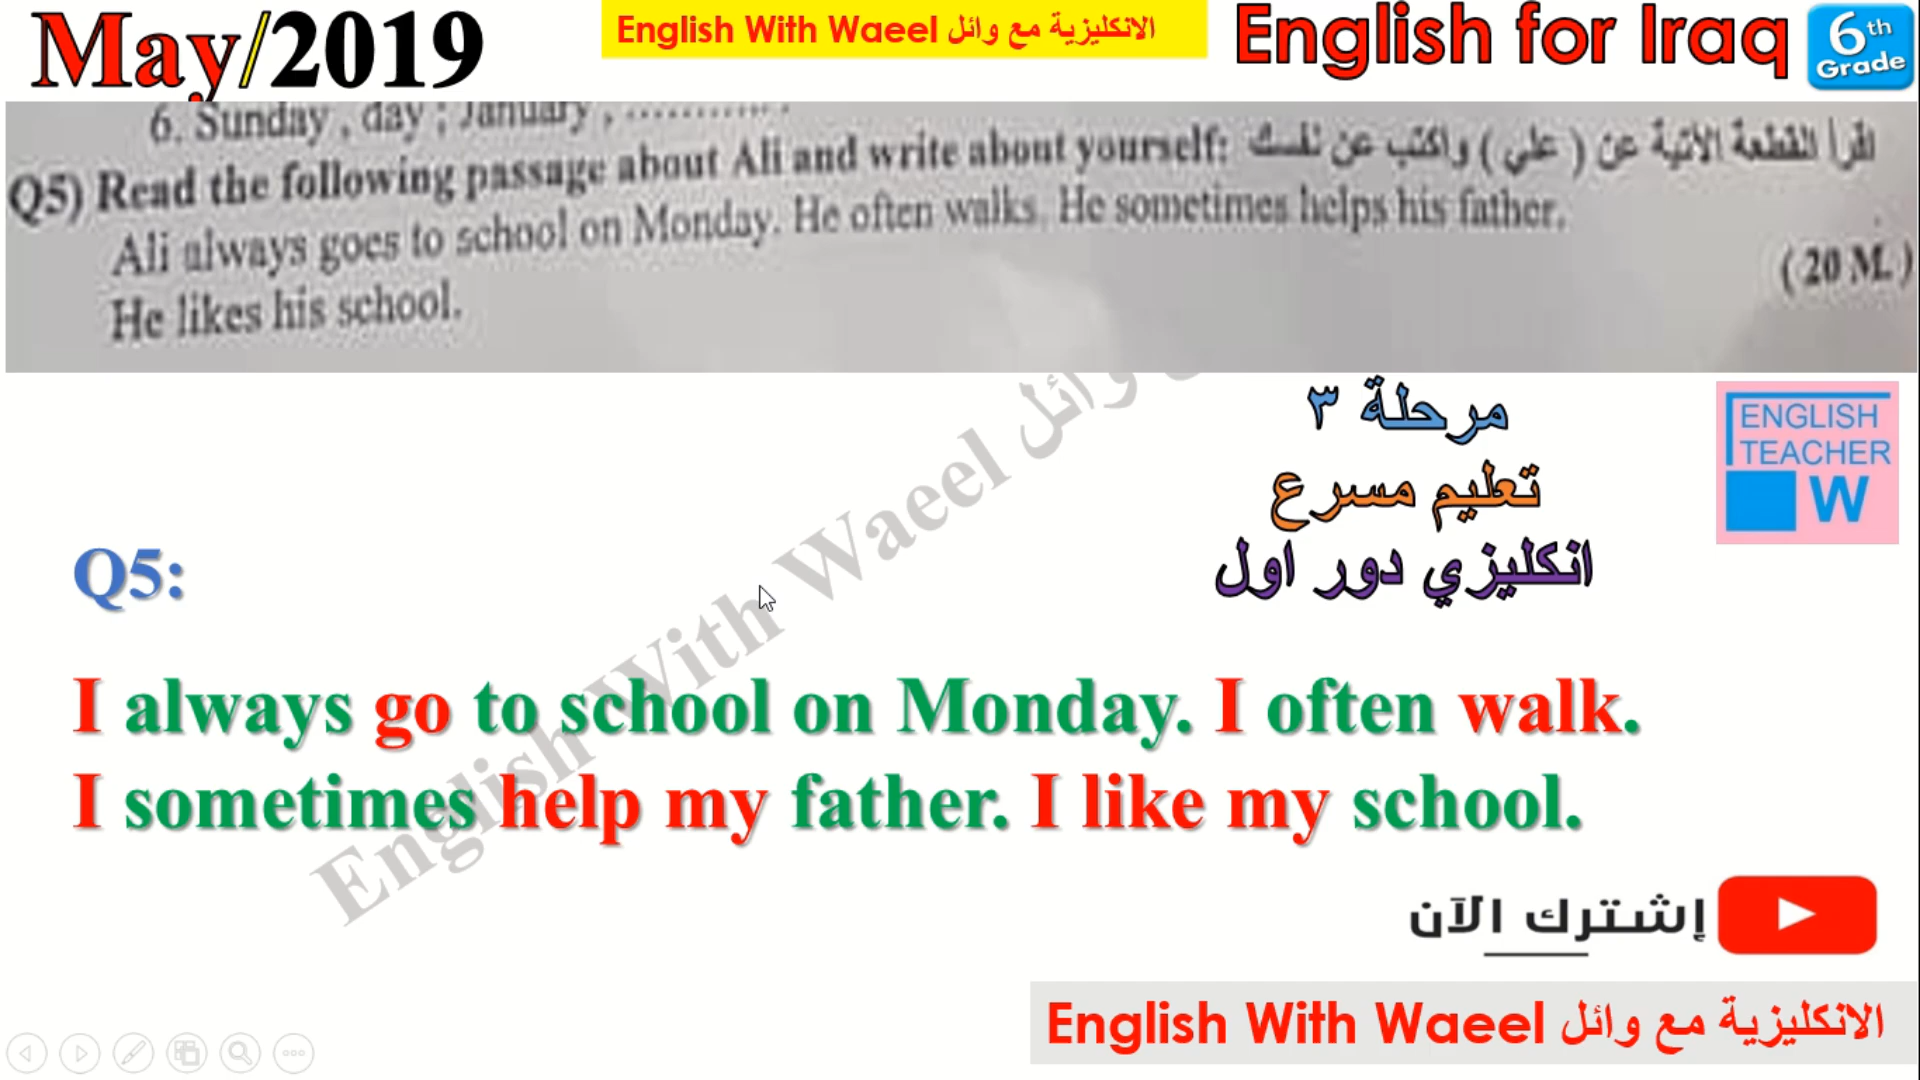 May/2019
English With Waeel الانكليزية مع وائل
English for Iraq
6th
Grade
6. Sunday , day ; January , ............ .
Q5) Read the following passage about Ali and write about yourself: اقرأ القطعة الآتية عن ( علي ) واكتب عن نفسك
Ali always goes to school on Monday. He often walks. He sometimes helps his father.
He likes his school.
( 20 M. )
مرحلة ٣
تعليم مسرع
انكليزي دور اول
ENGLISH
TEACHER
W
Q5:
I always go to school on Monday. I often walk.
I sometimes help my father. I like my school.
English With Waeel
وائل
إشترك الآن
English With Waeel الانكليزية مع وائل